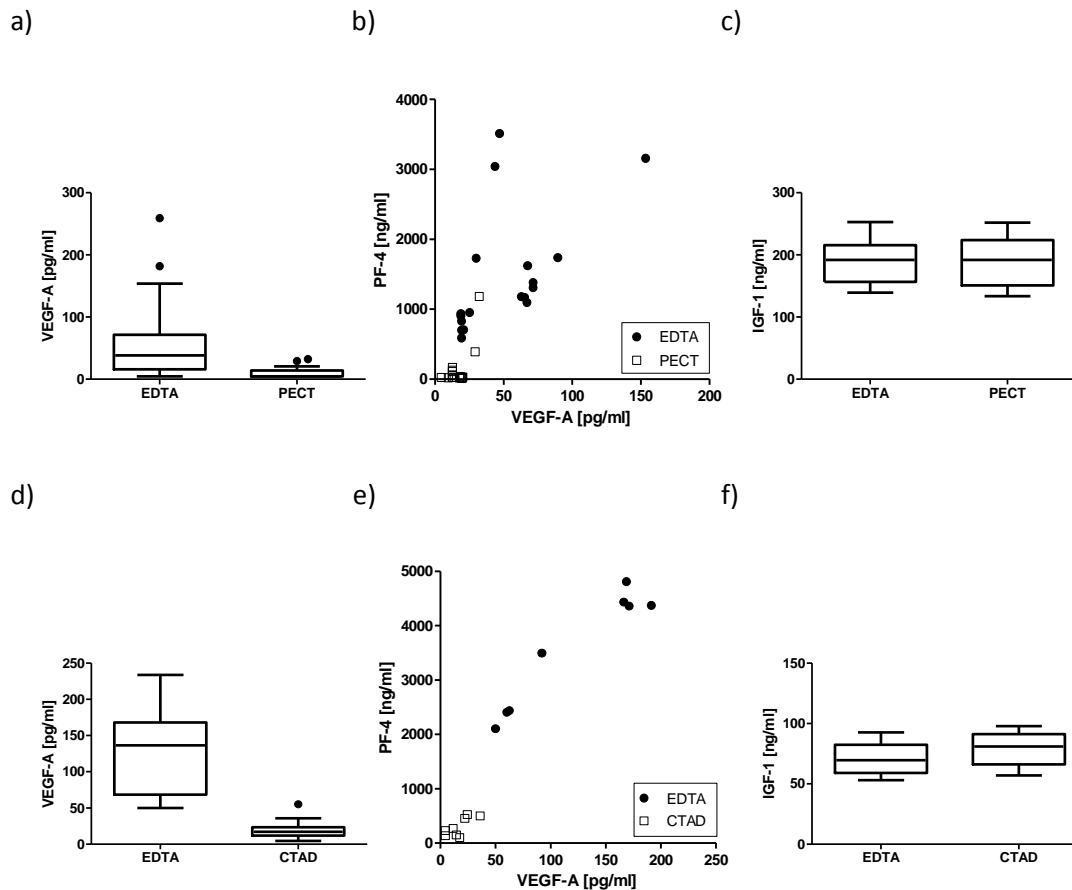 a)
b)
c)
300
200
100
0
VEGF-A [pg/ml]
EDTA
PECT
4000
3000
2000
1000
0
PF-4 [ng/ml]
0
50
100
150
200
VEGF-A [pg/ml]
EDTA
PECT
300
200
100
0
IGF-1 [ng/ml]
EDTA
PECT
d)
e)
f)
250
200
150
100
50
0
VEGF-A [pg/ml]
EDTA
CTAD
5000
4000
3000
2000
1000
0
PF-4 [ng/ml]
0
50
100
150
200
250
VEGF-A [pg/ml]
EDTA
CTAD
150
100
50
0
IGF-1 [ng/ml]
EDTA
CTAD